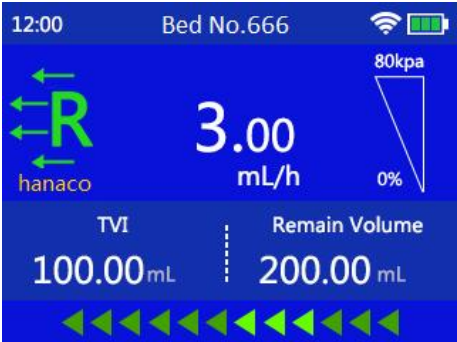 12:00 Bed No.666
80kpa
R
3.00
mL/h
0%
hanaco
TVI Remain Volume
100.00mL 200.00 mL